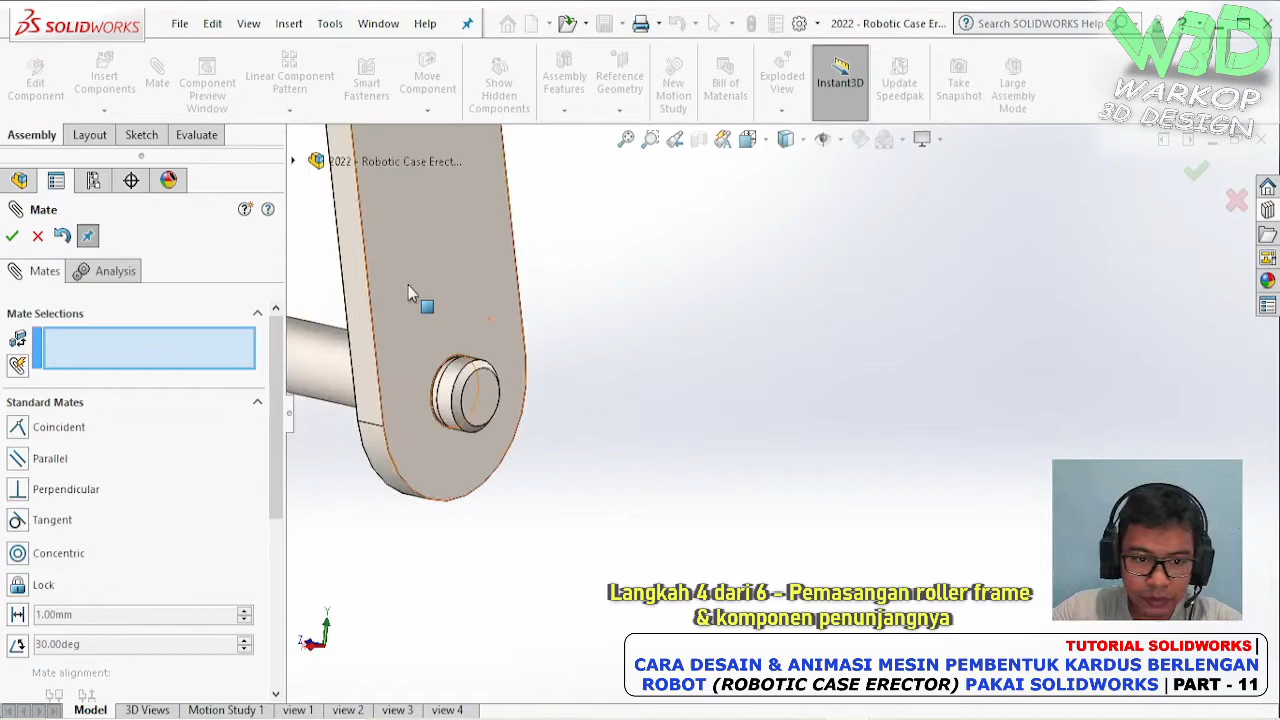 SOLIDWORKS
File
Edit
View
Insert
Tools
Window
Help
2022 - Robotic Case Er...
Search SOLIDWORKS Help
W3D
WARKOP
3D DESIGN
Edit
Component
Insert
Components
Mate
Component
Preview
Window
Linear Component
Pattern
Smart
Fasteners
Move
Component
Show
Hidden
Components
Assembly
Features
Reference
Geometry
New
Motion
Study
Bill of
Materials
Exploded
View
Instant3D
Update
Speedpak
Take
Snapshot
Large
Assembly
Mode
Assembly
Layout
Sketch
Evaluate
2022 - Robotic Case Erect...
Mate
Mates
Analysis
Mate Selections
Standard Mates
Coincident
Parallel
Perpendicular
Tangent
Concentric
Lock
1.00mm
30.00deg
Mate alignment:
Y
Z
Langkah 4 dari 6 - Pemasangan roller frame
& komponen penunjangnya
TUTORIAL SOLIDWORKS |
CARA DESAIN & ANIMASI MESIN PEMBENTUK KARDUS BERLENGAN
ROBOT (ROBOTIC CASE ERECTOR) PAKAI SOLIDWORKS | PART - 11
Model
3D Views
Motion Study 1
view 1
view 2
view 3
view 4